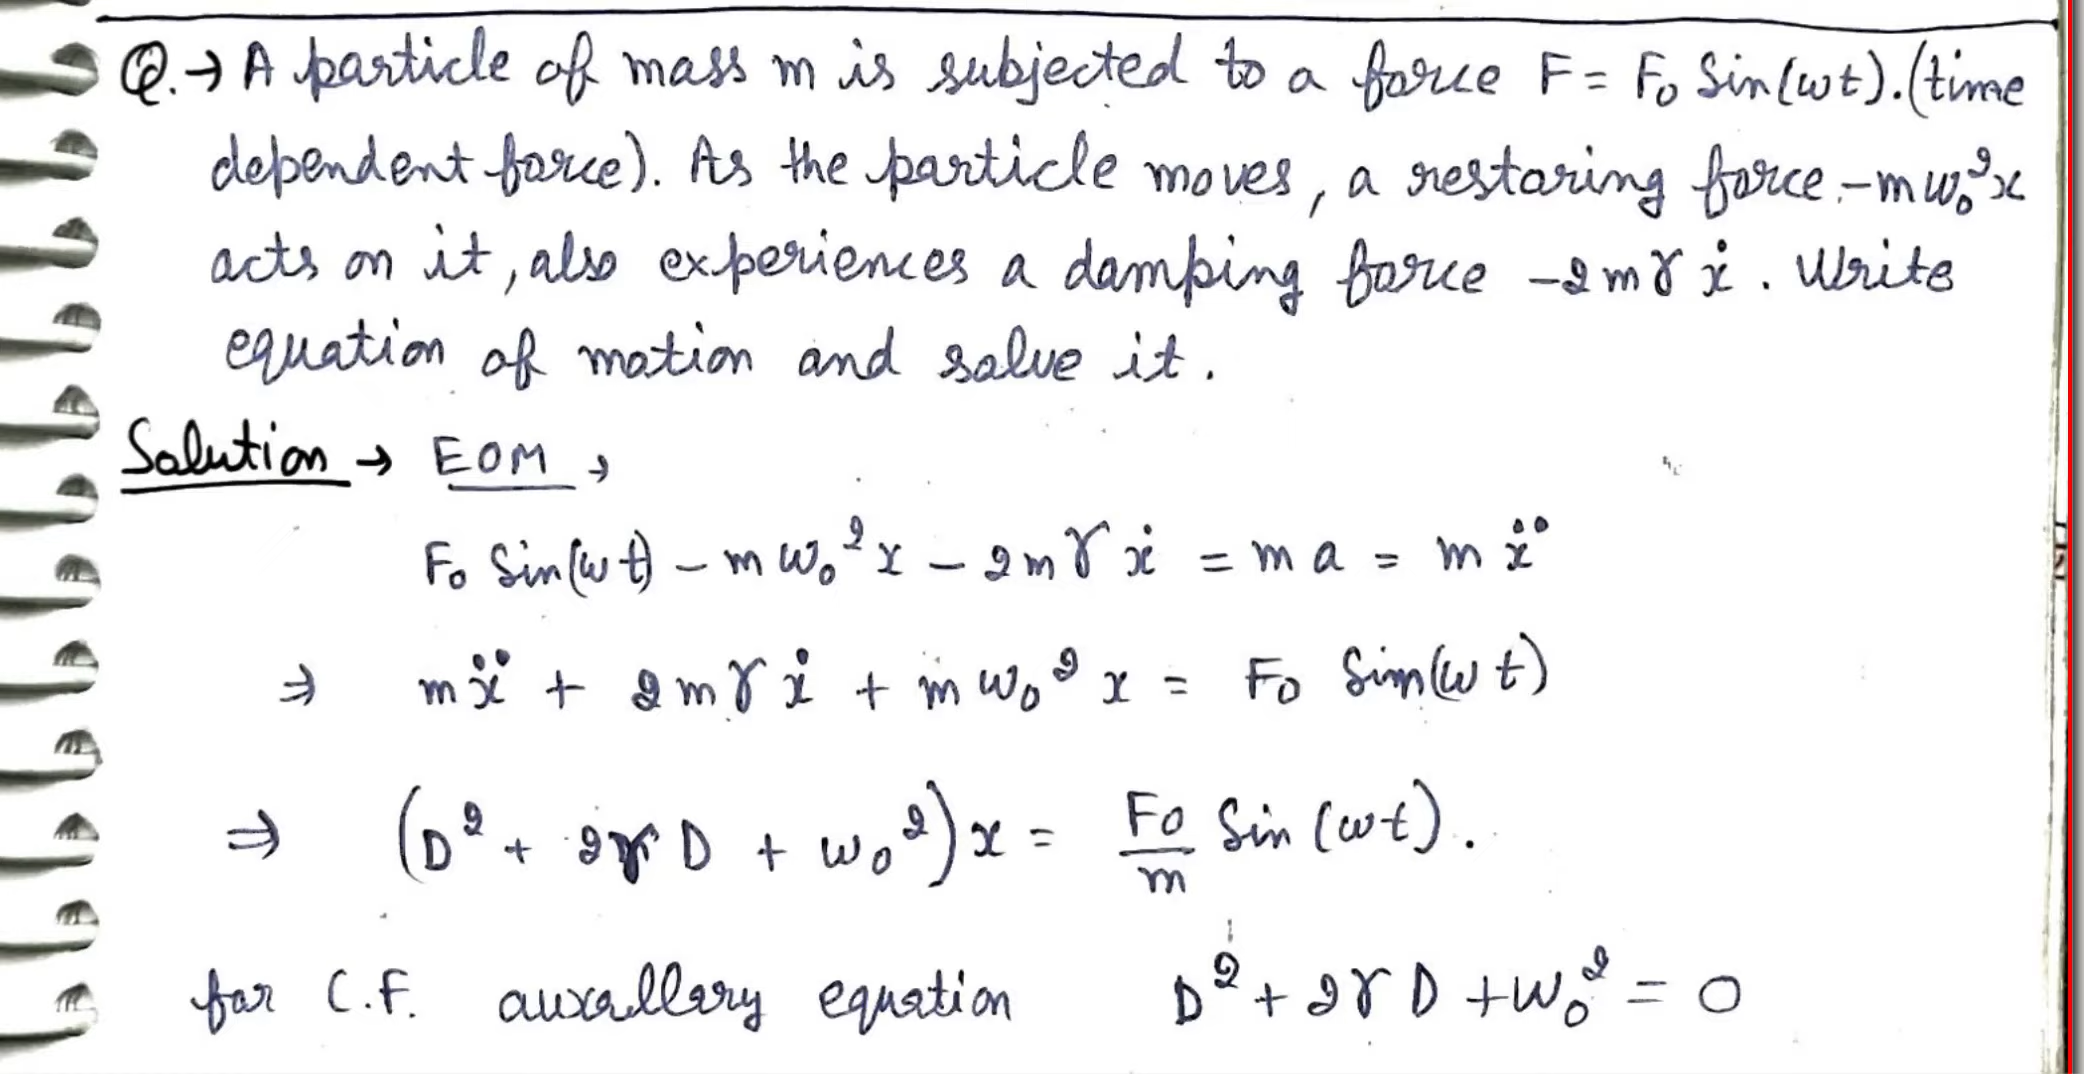 Q.→ A particle of mass m is subjected to a force F = F₀ Sin(ωt). (time
dependent force). As the particle moves, a restoring force -mω₀²x
acts on it, also experiences a damping force -2mγẋ. Write
equation of motion and solve it.
Solution → EOM →
F₀ Sin(ωt) - mω₀²x - 2mγẋ = ma = mẍ
⇒ mẍ + 2mγẋ + mω₀²x = F₀ Sin(ωt)
⇒ (D² + 2γD + ω₀²)x = F₀/m Sin(ωt).
for C.F. auxallary equation D² + 2γD + ω₀² = 0